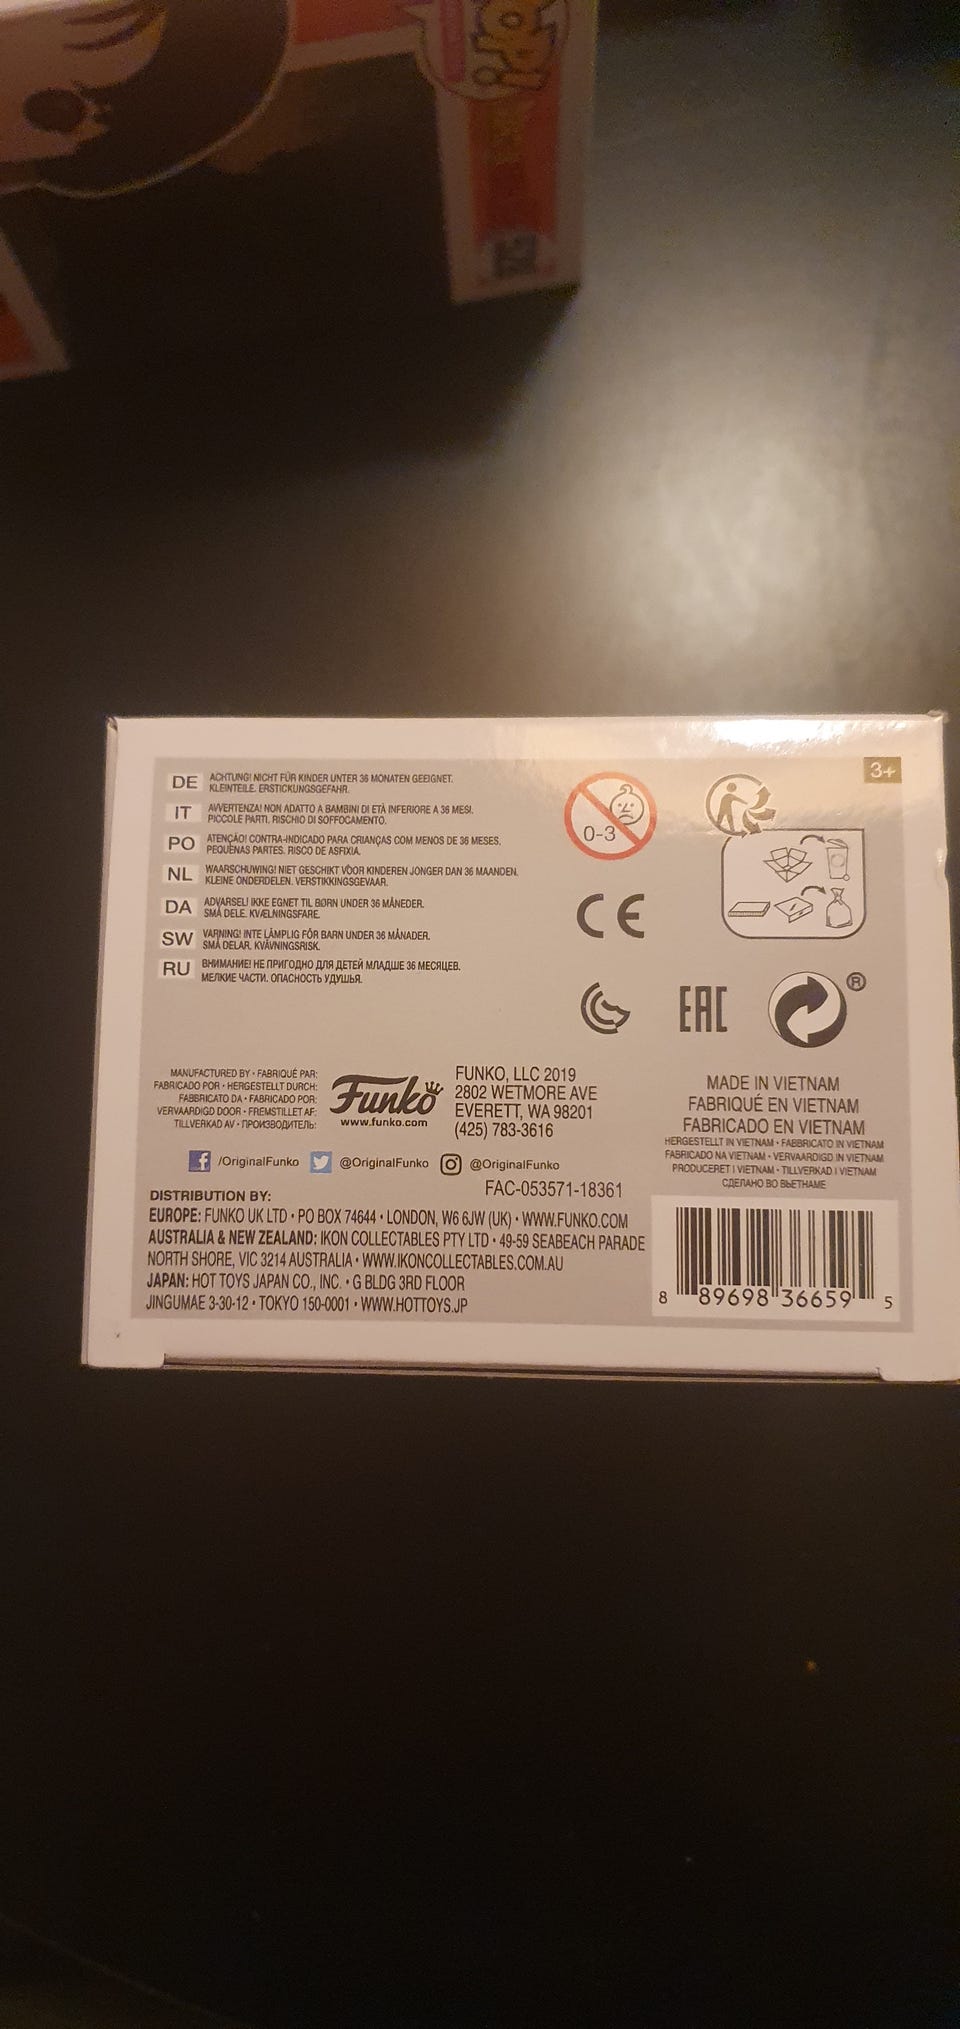 POP!
3+
DE ACHTUNG! NICHT FÜR KINDER UNTER 36 MONATEN GEEIGNET.
KLEINTEILE. ERSTICKUNGSGEFAHR.
IT AVVERTENZA! NON ADATTO A BAMBINI DI ETÀ INFERIORE A 36 MESI.
PICCOLE PARTI. RISCHIO DI SOFFOCAMENTO.
PO ATENÇÃO! CONTRA-INDICADO PARA CRIANÇAS COM MENOS DE 36 MESES.
PEQUENAS PARTES. RISCO DE ASFIXIA.
NL WAARSCHUWING! NIET GESCHIKT VOOR KINDEREN JONGER DAN 36 MAANDEN.
KLEINE ONDERDELEN. VERSTIKKINGSGEVAAR.
DA ADVARSEL! IKKE EGNET TIL BØRN UNDER 36 MÅNEDER.
SMÅ DELE. KVÆLNINGSFARE.
SW VARNING! INTE LÄMPLIG FÖR BARN UNDER 36 MÅNADER.
SMÅ DELAR. KVÄVNINGSRISK.
RU ВНИМАНИЕ! НЕ ПРИГОДНО ДЛЯ ДЕТЕЙ МЛАДШЕ 36 МЕСЯЦЕВ.
МЕЛКИЕ ЧАСТИ. ОПАСНОСТЬ УДУШЬЯ.
0-3
CE
EAC
®
MANUFACTURED BY • FABRIQUÉ PAR:
FABRICADO POR • HERGESTELLT DURCH:
FABBRICATO DA • FABRICADO POR:
VERVAARDIGD DOOR • FREMSTILLET AF:
TILLVERKAD AV • ПРОИЗВОДИТЕЛЬ:
Funko
www.funko.com
FUNKO, LLC 2019
2802 WETMORE AVE
EVERETT, WA 98201
(425) 783-3616
MADE IN VIETNAM
FABRIQUÉ EN VIETNAM
FABRICADO EN VIETNAM
HERGESTELLT IN VIETNAM • FABBRICATO IN VIETNAM
FABRICADO NA VIETNAM • VERVAARDIGD IN VIETNAM
PRODUCERET I VIETNAM • TILLVERKAD I VIETNAM
СДЕЛАНО ВО ВЬЕТНАМЕ
/OriginalFunko @OriginalFunko @OriginalFunko
FAC-053571-18361
DISTRIBUTION BY:
EUROPE: FUNKO UK LTD • PO BOX 74644 • LONDON, W6 6JW (UK) • WWW.FUNKO.COM
AUSTRALIA & NEW ZEALAND: IKON COLLECTABLES PTY LTD • 49-59 SEABEACH PARADE
NORTH SHORE, VIC 3214 AUSTRALIA • WWW.IKONCOLLECTABLES.COM.AU
JAPAN: HOT TOYS JAPAN CO., INC. • G BLDG 3RD FLOOR
JINGUMAE 3-30-12 • TOKYO 150-0001 • WWW.HOTTOYS.JP
8 89698 36659 5